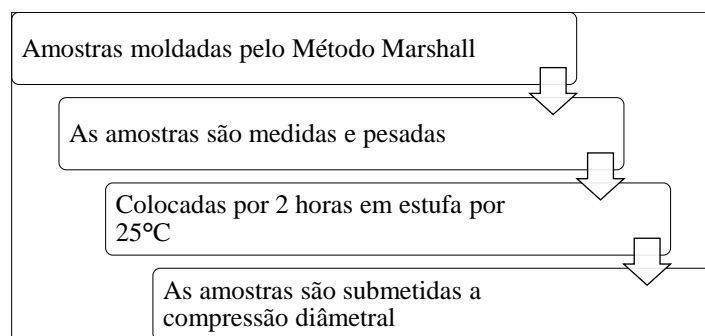 Amostras moldadas pelo Método Marshall
As amostras são medidas e pesadas
Colocadas por 2 horas em estufa por
25°C
As amostras são submetidas a
compressão diâmetral